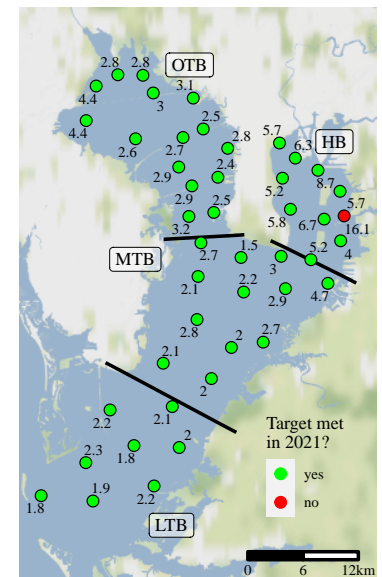 2.8 2.8
OTB
4.4 3 3.1
4.4 2.5
2.6 2.7 2.8
5.7
HB
6.3
2.9 2.4 5.2 8.7
2.9 5.7
3.2 2.5 5.8 6.7 16.1
MTB
2.7 1.5 5.2 4
2.1 3
2.2 2.9 4.7
2.8
2 2.7
2.1
2
2.2 2.1
Target met
in 2021?
yes
no
2.3 1.8 2
1.8 1.9 2.2
LTB
0 6 12km